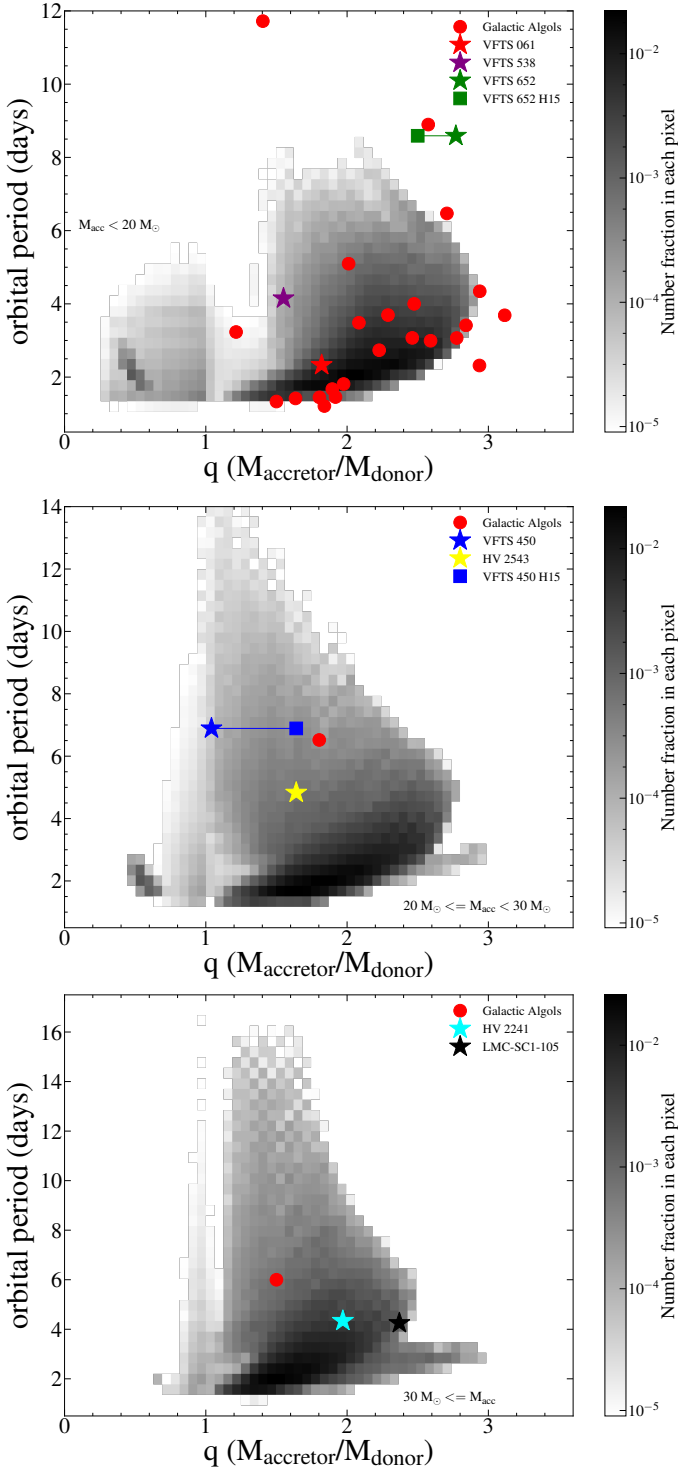 12
10
8
6
4
2
orbital period (days)
Galactic Algols
VFTS 061
VFTS 538
VFTS 652
VFTS 652 H15
M_acc < 20 M_☉
0 1 2 3
q (M_accretor/M_donor)
10⁻²
10⁻³
10⁻⁴
10⁻⁵
Number fraction in each pixel
14
12
10
8
6
4
2
orbital period (days)
Galactic Algols
VFTS 450
HV 2543
VFTS 450 H15
20 M_☉ <= M_acc < 30 M_☉
0 1 2 3
q (M_accretor/M_donor)
10⁻²
10⁻³
10⁻⁴
10⁻⁵
Number fraction in each pixel
16
14
12
10
8
6
4
2
orbital period (days)
Galactic Algols
HV 2241
LMC-SC1-105
30 M_☉ <= M_acc
0 1 2 3
q (M_accretor/M_donor)
10⁻²
10⁻³
10⁻⁴
10⁻⁵
Number fraction in each pixel